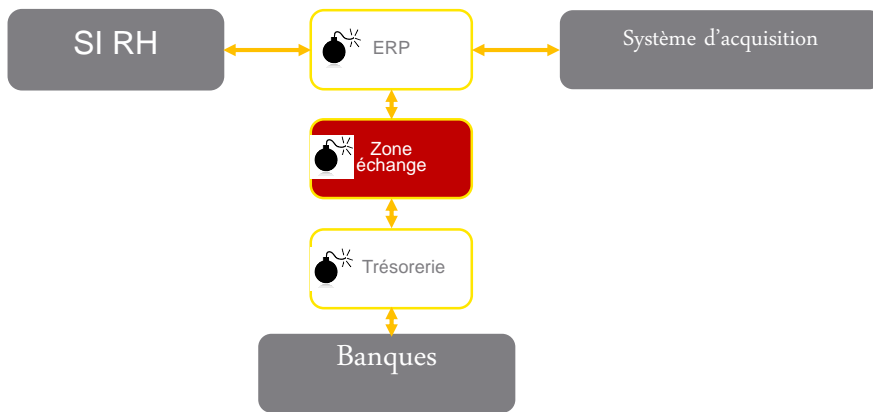 SI RH
ERP
Système d’acquisition
Zone
échange
Trésorerie
Banques